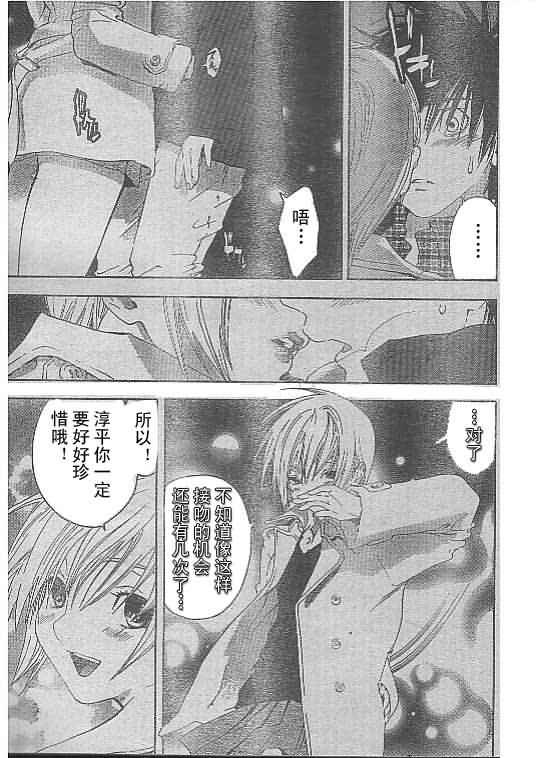 ……
唔…
…对了
不知道像这样
接吻的机会
还能有几次了…
所以！
淳平你一定
要好好珍
惜哦！